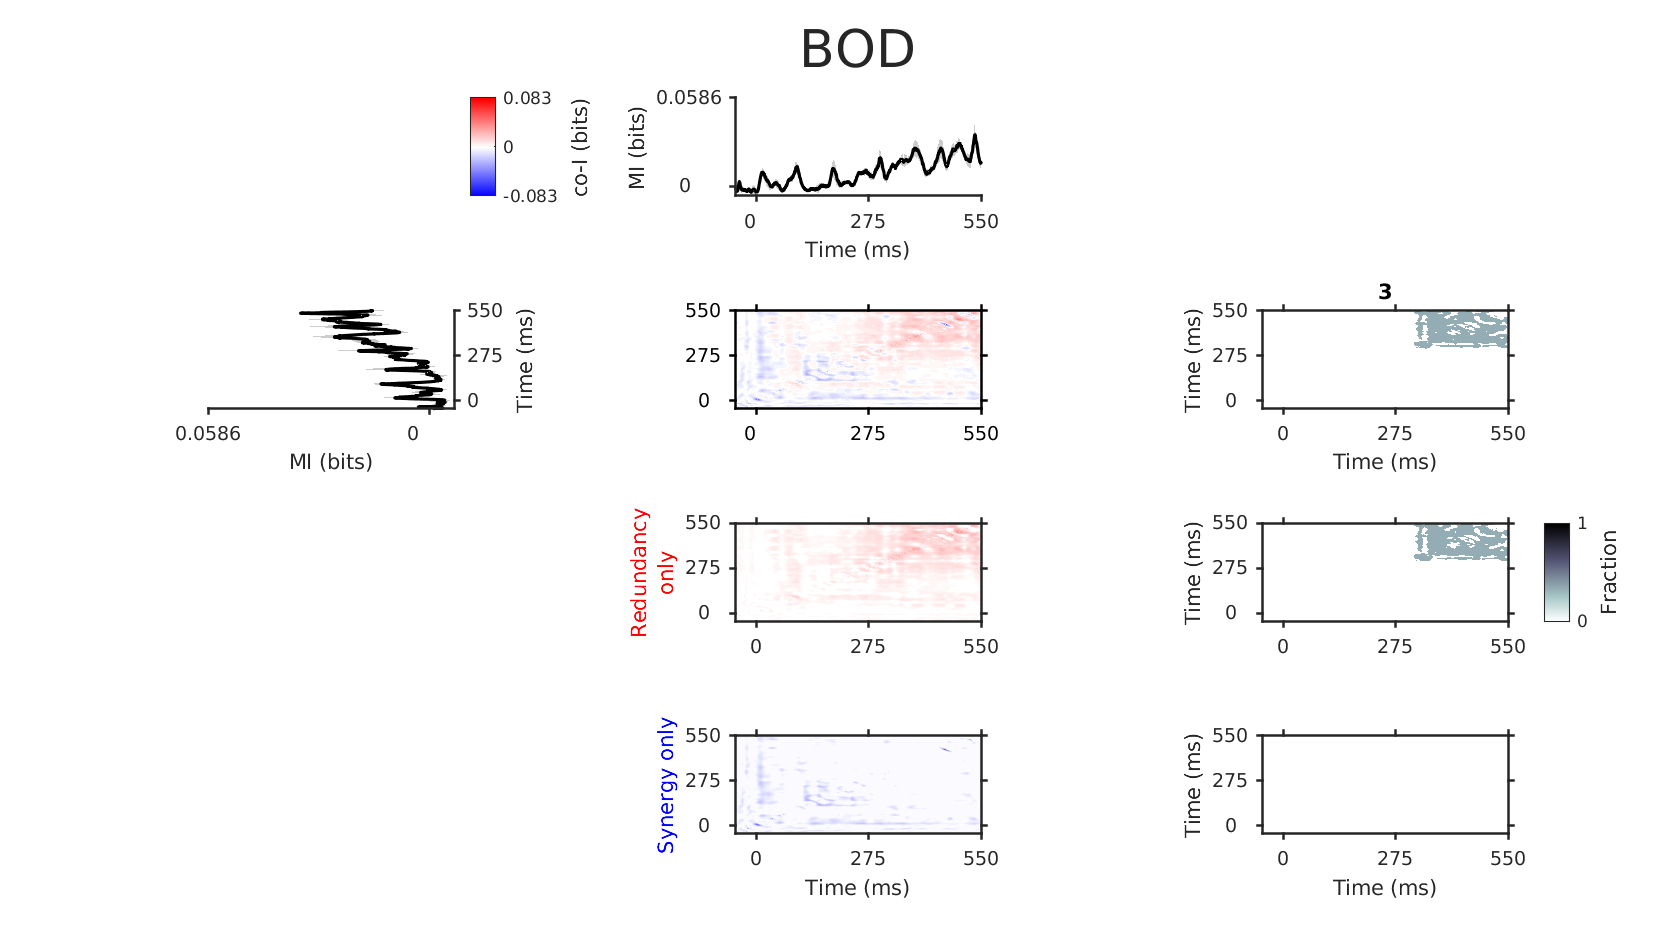 BOD
0.083
0
-0.083
co-I (bits)
0.0586
0
MI (bits)
0 275 550
Time (ms)
550
275
0
Time (ms)
0.0586 0
MI (bits)
550
275
0
0 275 550
3
550
275
0
Time (ms)
0 275 550
Time (ms)
Redundancy
only
550
275
0
0 275 550
550
275
0
Time (ms)
0 275 550
1
0
Fraction
Synergy only
550
275
0
0 275 550
Time (ms)
550
275
0
Time (ms)
0 275 550
Time (ms)